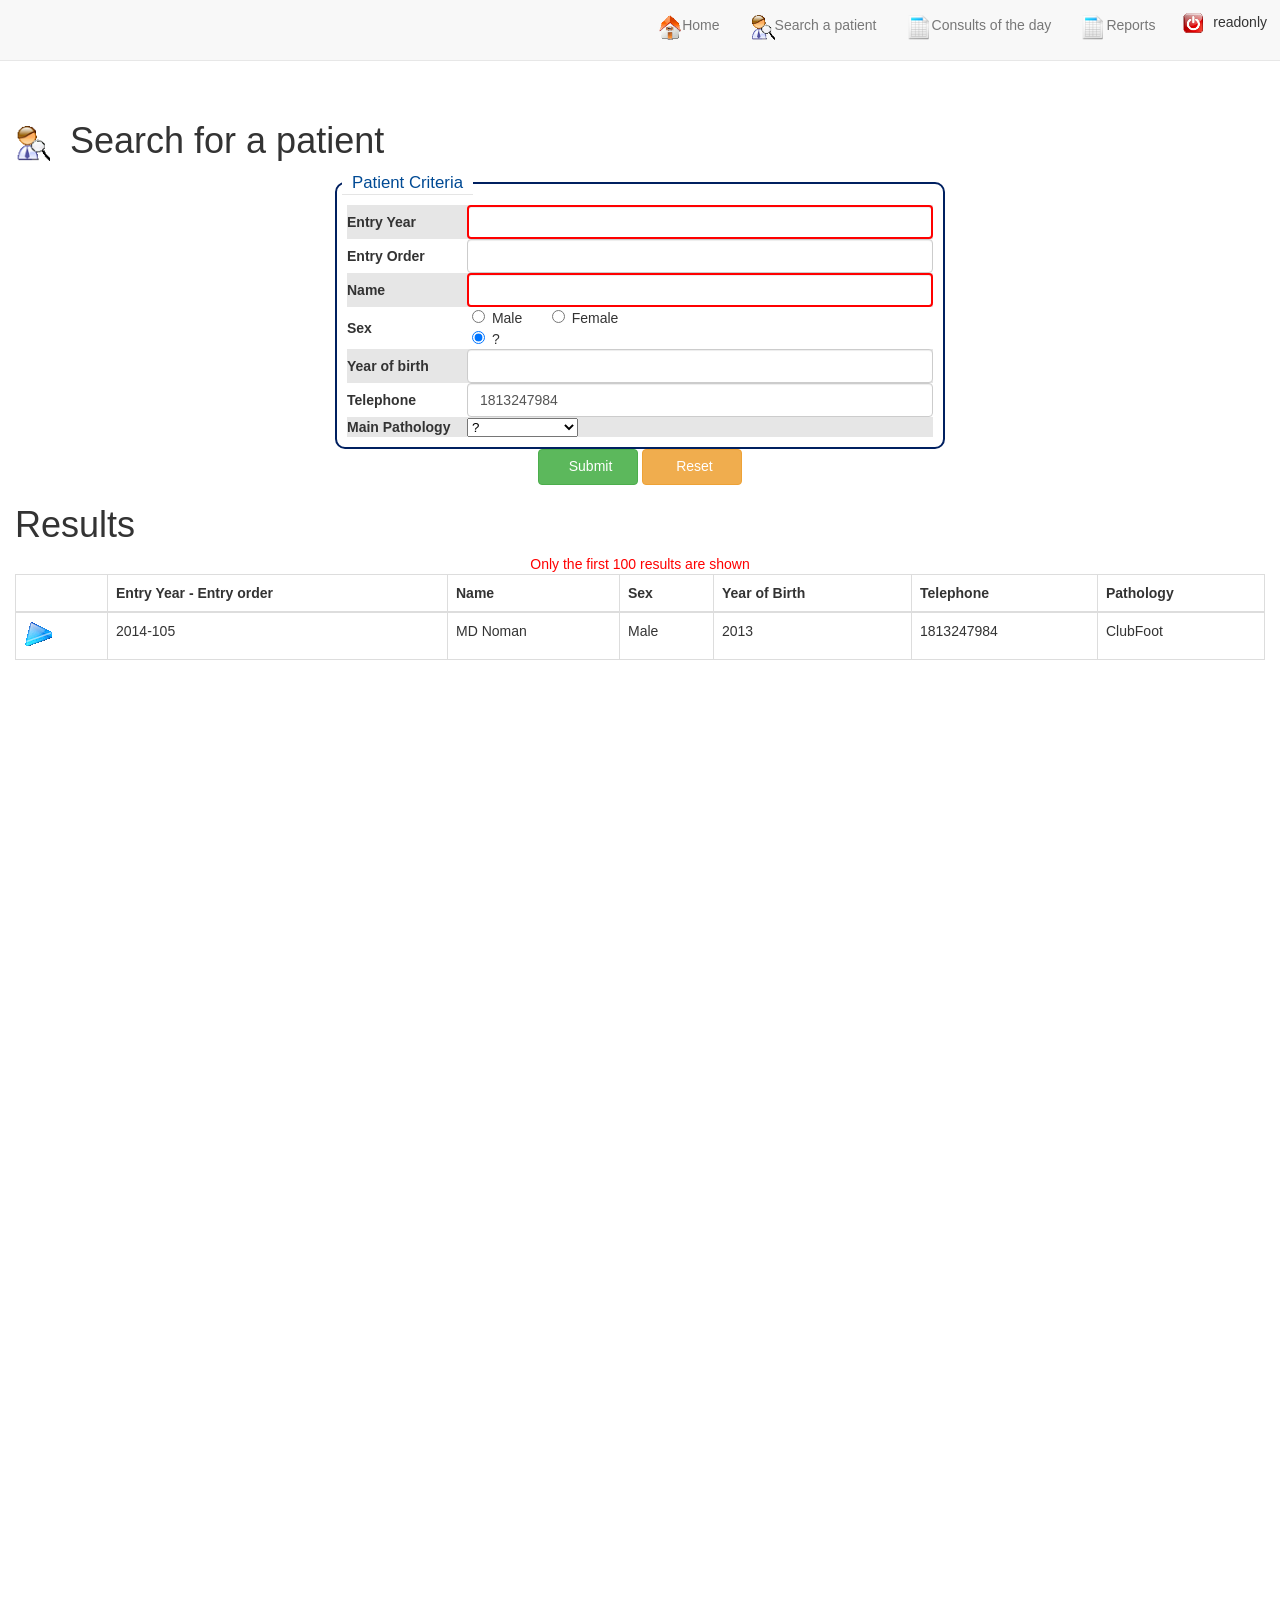 Home Search a patient Consults of the day Reports readonly
Search for a patient
Patient Criteria
Entry Year
Entry Order
Name
Sex Male Female
?
Year of birth
Telephone 1813247984
Main Pathology ?
Submit Reset
Results
Only the first 100 results are shown
Entry Year - Entry order Name Sex Year of Birth Telephone Pathology
2014-105 MD Noman Male 2013 1813247984 ClubFoot